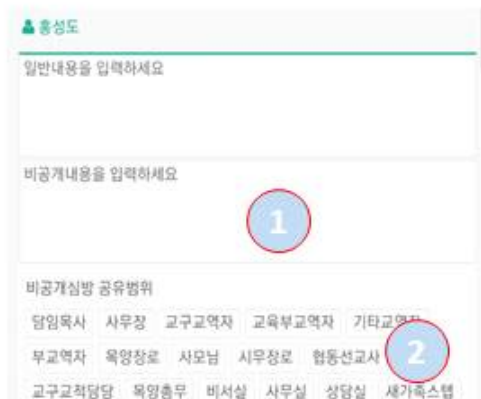 홍성도
일반내용을 입력하세요
비공개내용을 입력하세요
1
비공개심방 공유범위
담임목사 사무장 교구교역자 교육부교역자 기타교역자
부교역자 목양장로 사모님 시무장로 협동선교사 2
교구교적담당 목양총무 비서실 사무실 상담실 새가족스텝